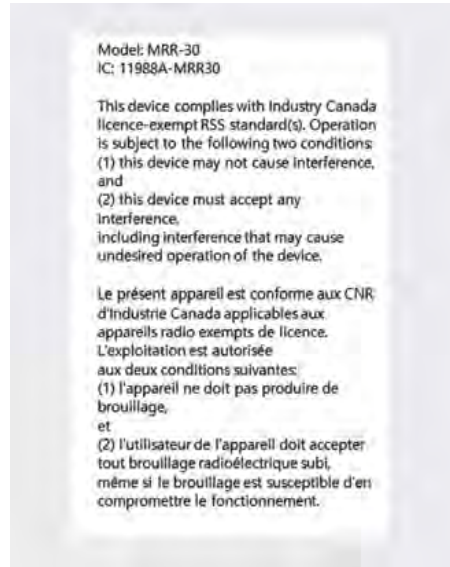 Model: MRR-30
IC: 11988A-MRR30
This device complies with Industry Canada
licence-exempt RSS standard(s). Operation
is subject to the following two conditions:
(1) this device may not cause interference,
and
(2) this device must accept any
interference,
including interference that may cause
undesired operation of the device.
Le présent appareil est conforme aux CNR
d'Industrie Canada applicables aux
appareils radio exempts de licence.
L'exploitation est autorisée
aux deux conditions suivantes:
(1) l'appareil ne doit pas produire de
brouillage,
et
(2) l'utilisateur de l'appareil doit accepter
tout brouillage radioélectrique subi,
même si le brouillage est susceptible d'en
compromettre le fonctionnement.